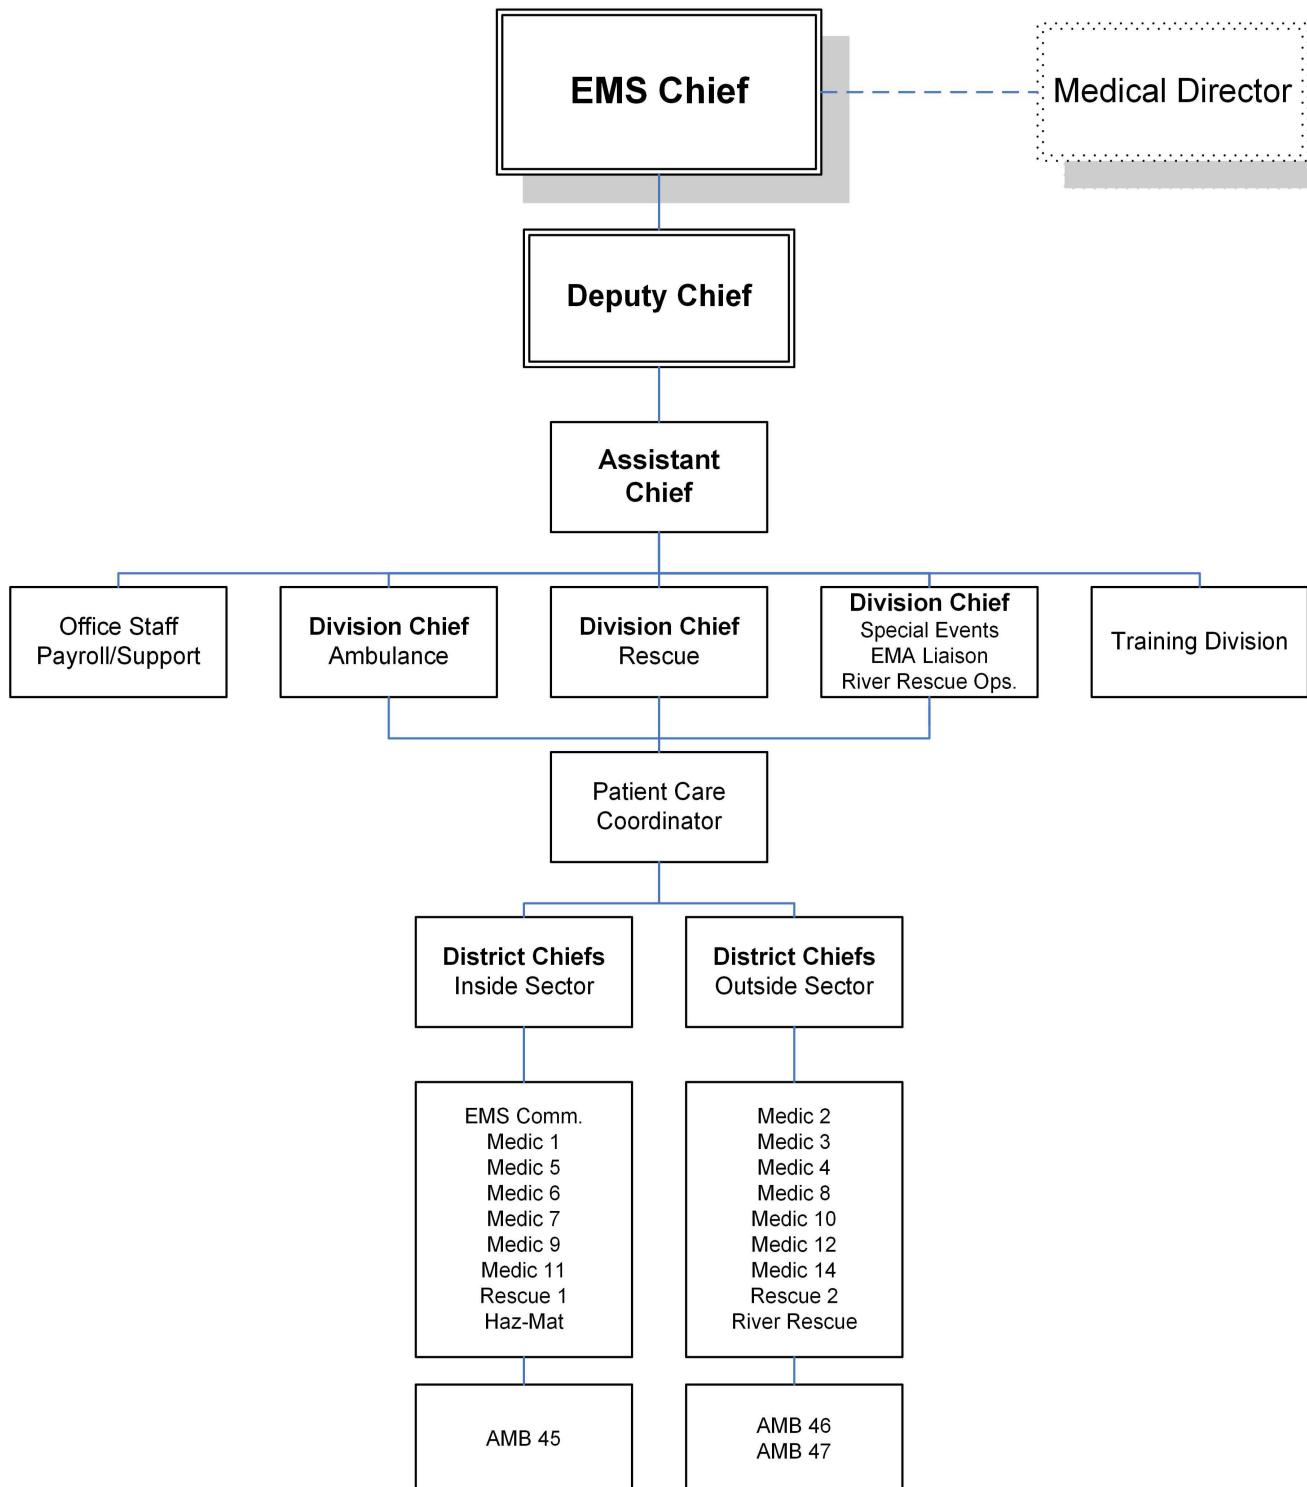 EMS Chief
Medical Director
Deputy Chief
Assistant
Chief
Office Staff
Payroll/Support
Division Chief
Ambulance
Division Chief
Rescue
Division Chief
Special Events
EMA Liaison
River Rescue Ops.
Training Division
Patient Care
Coordinator
District Chiefs
Inside Sector
District Chiefs
Outside Sector
EMS Comm.
Medic 1
Medic 5
Medic 6
Medic 7
Medic 9
Medic 11
Rescue 1
Haz-Mat
Medic 2
Medic 3
Medic 4
Medic 8
Medic 10
Medic 12
Medic 14
Rescue 2
River Rescue
AMB 45
AMB 46
AMB 47